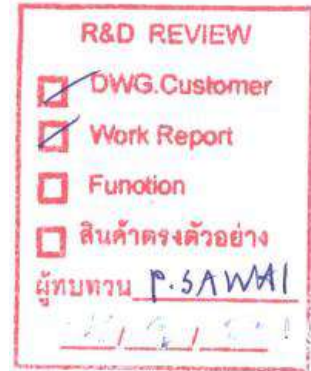 R&D REVIEW
DWG.Customer
Work Report
Funotion
สินค้าตรงตัวอย่าง
ผู้ทบทวน P.SAWAI